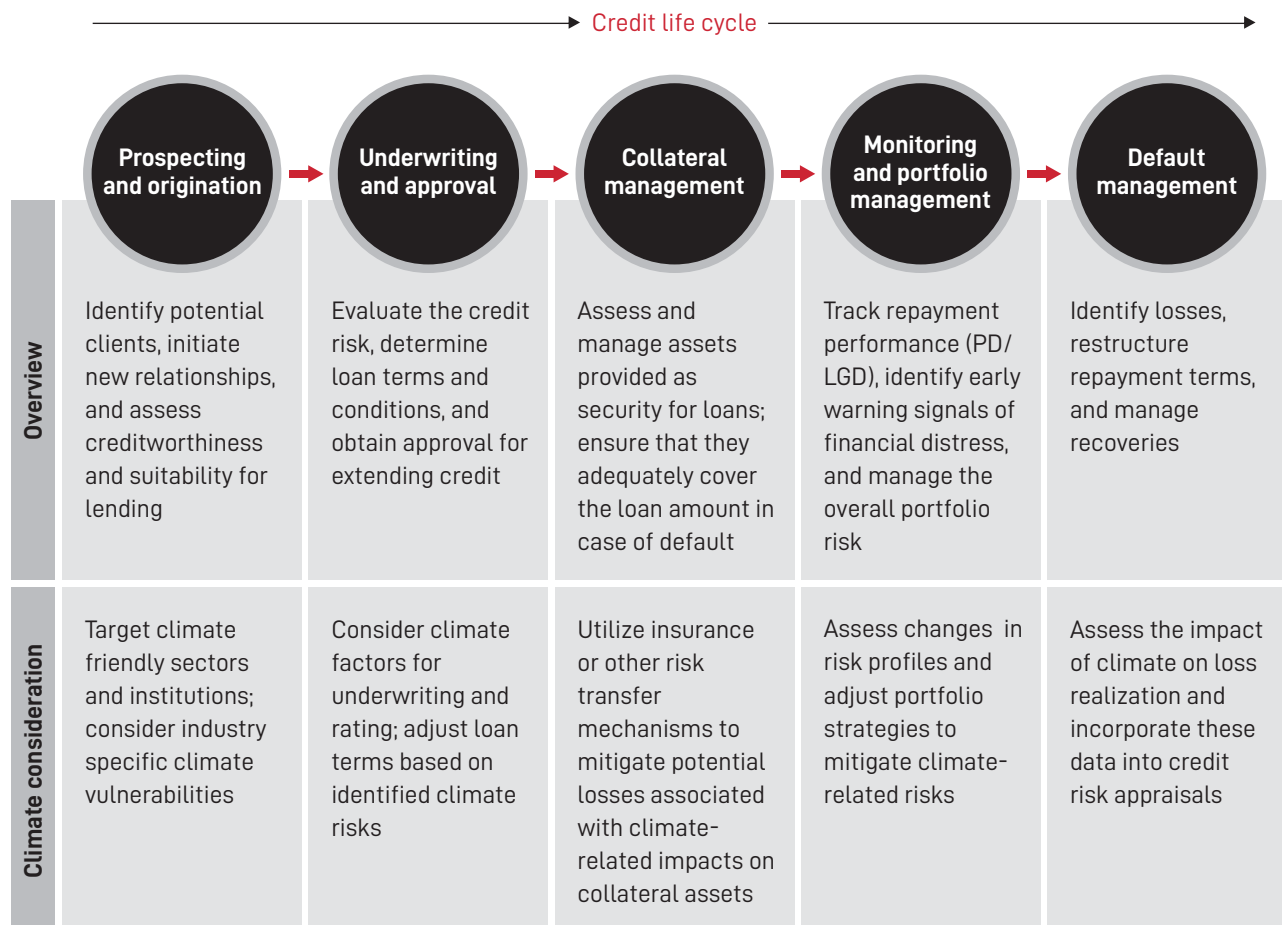 Credit life cycle
Prospecting
and origination
Underwriting
and approval
Collateral
management
Monitoring
and portfolio
management
Default
management
Overview
Identify potential
clients, initiate
new relationships,
and assess
creditworthiness
and suitability for
lending
Evaluate the credit
risk, determine
loan terms and
conditions, and
obtain approval for
extending credit
Assess and
manage assets
provided as
security for loans;
ensure that they
adequately cover
the loan amount in
case of default
Track repayment
performance (PD/
LGD), identify early
warning signals of
financial distress,
and manage the
overall portfolio
risk
Identify losses,
restructure
repayment terms,
and manage
recoveries
Climate consideration
Target climate
friendly sectors
and institutions;
consider industry
specific climate
vulnerabilities
Consider climate
factors for
underwriting and
rating; adjust loan
terms based on
identified climate
risks
Utilize insurance
or other risk
transfer
mechanisms to
mitigate potential
losses associated
with climate-
related impacts on
collateral assets
Assess changes in
risk profiles and
adjust portfolio
strategies to
mitigate climate-
related risks
Assess the impact
of climate on loss
realization and
incorporate these
data into credit
risk appraisals